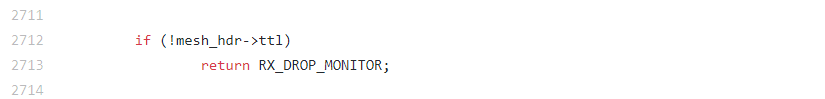 2711
2712 if (!mesh_hdr->ttl)
2713 return RX_DROP_MONITOR;
2714